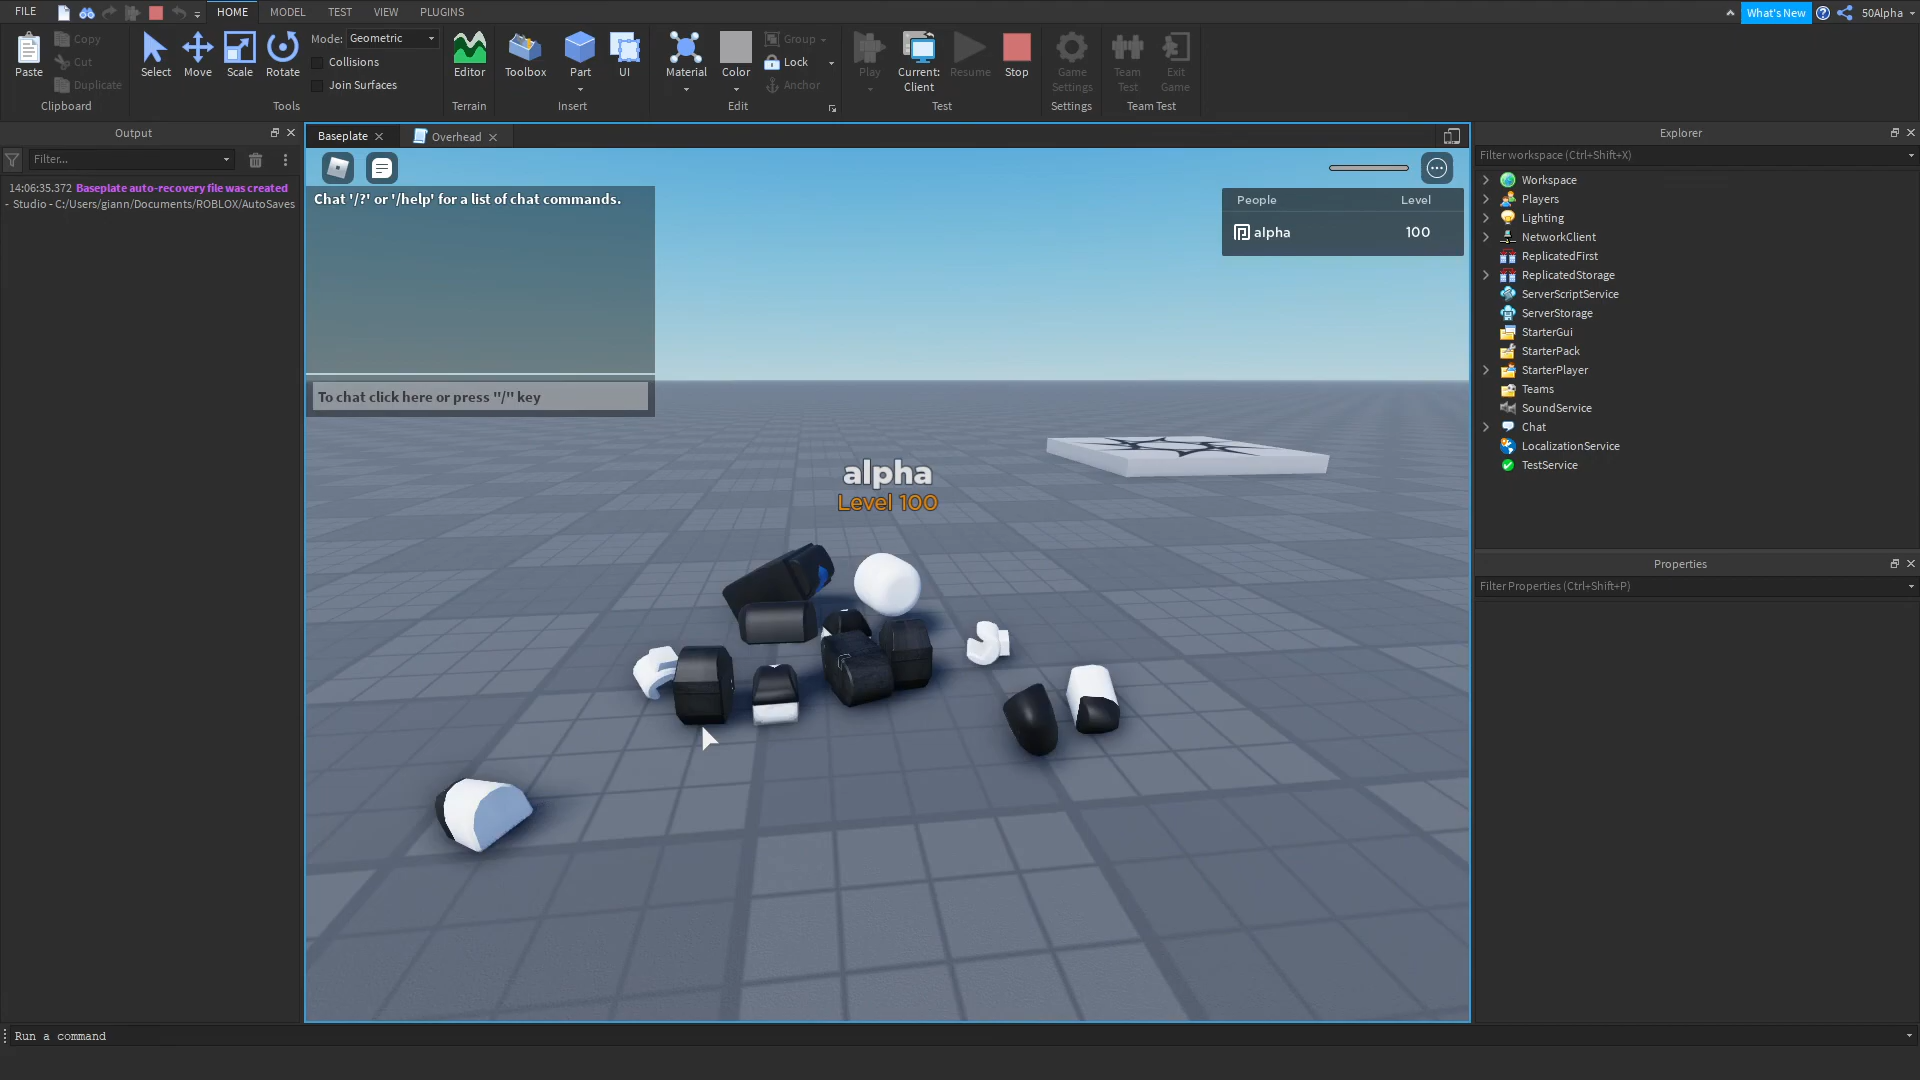 FILE
HOME
MODEL
TEST
VIEW
PLUGINS
What's New
50Alpha
Paste
Copy
Cut
Duplicate
Clipboard
Select
Move
Scale
Rotate
Mode:
Geometric
Collisions
Join Surfaces
Tools
Editor
Terrain
Toolbox
Part
UI
Insert
Material
Color
Group
Lock
Anchor
Edit
Play
Current:
Client
Resume
Stop
Test
Game
Settings
Settings
Team
Test
Exit
Game
Team Test
Output
Filter...
14:06:35.372 Baseplate auto-recovery file was created
- Studio - C:/Users/giann/Documents/ROBLOX/AutoSaves
Baseplate
Overhead
Chat '/?' or '/help' for a list of chat commands.
To chat click here or press "/" key
People Level
alpha 100
alpha
Level 100
Explorer
Filter workspace (Ctrl+Shift+X)
Workspace
Players
Lighting
NetworkClient
ReplicatedFirst
ReplicatedStorage
ServerScriptService
ServerStorage
StarterGui
StarterPack
StarterPlayer
Teams
SoundService
Chat
LocalizationService
TestService
Properties
Filter Properties (Ctrl+Shift+P)
Run a command